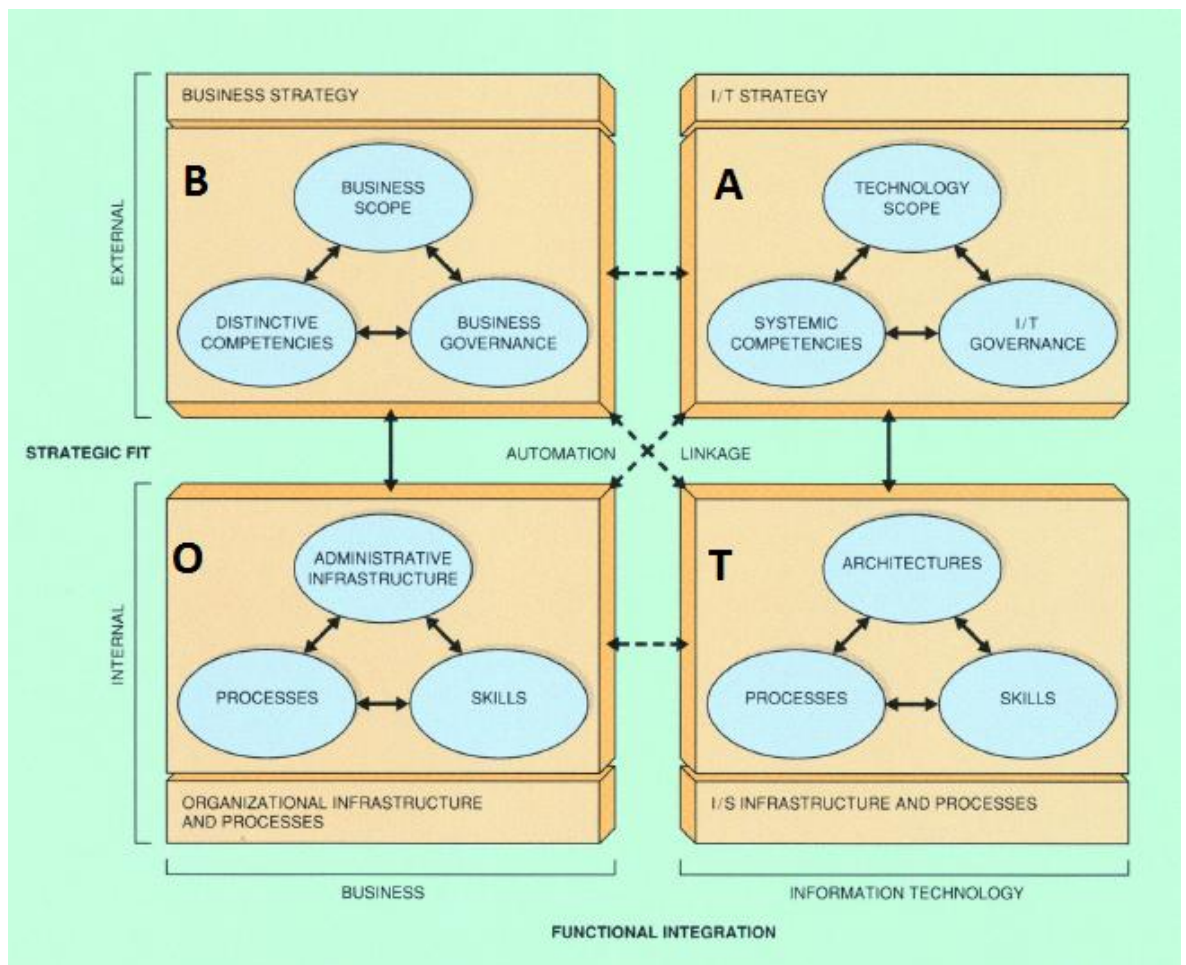 BUSINESS STRATEGY
I/T STRATEGY
B
A
BUSINESS
SCOPE
TECHNOLOGY
SCOPE
EXTERNAL
DISTINCTIVE
COMPETENCIES
BUSINESS
GOVERNANCE
SYSTEMIC
COMPETENCIES
I/T
GOVERNANCE
STRATEGIC FIT
AUTOMATION
LINKAGE
O
T
ADMINISTRATIVE
INFRASTRUCTURE
ARCHITECTURES
INTERNAL
PROCESSES
SKILLS
PROCESSES
SKILLS
ORGANIZATIONAL INFRASTRUCTURE
AND PROCESSES
I/S INFRASTRUCTURE AND PROCESSES
BUSINESS
INFORMATION TECHNOLOGY
FUNCTIONAL INTEGRATION